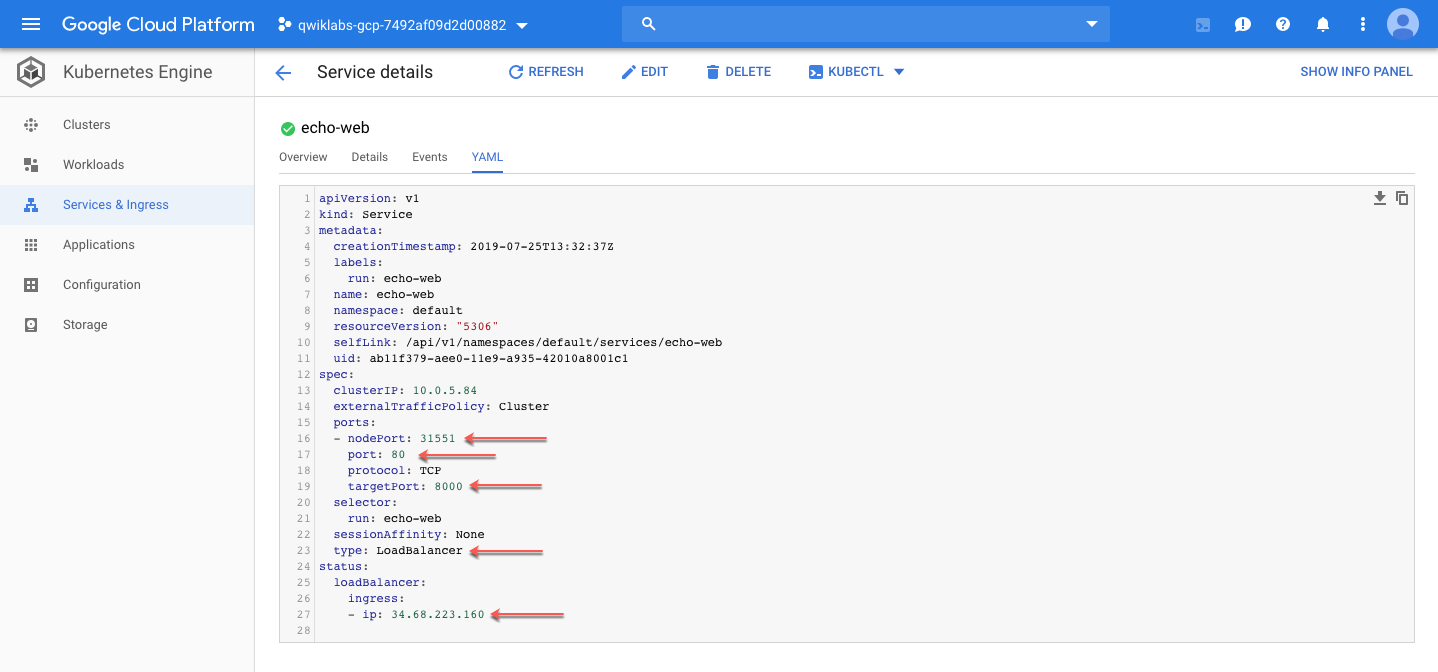 Google Cloud Platform
qwiklabs-gcp-7492af09d2d00882
Kubernetes Engine
Service details
REFRESH
EDIT
DELETE
KUBECTL
SHOW INFO PANEL
Clusters
Workloads
Services & Ingress
Applications
Configuration
Storage
echo-web
Overview Details Events YAML
1 apiVersion: v1
2 kind: Service
3 metadata:
4 creationTimestamp: 2019-07-25T13:32:37Z
5 labels:
6 run: echo-web
7 name: echo-web
8 namespace: default
9 resourceVersion: "5306"
10 selfLink: /api/v1/namespaces/default/services/echo-web
11 uid: ab11f379-aee0-11e9-a935-42010a8001c1
12 spec:
13 clusterIP: 10.0.5.84
14 externalTrafficPolicy: Cluster
15 ports:
16 - nodePort: 31551
17 port: 80
18 protocol: TCP
19 targetPort: 8000
20 selector:
21 run: echo-web
22 sessionAffinity: None
23 type: LoadBalancer
24 status:
25 loadBalancer:
26 ingress:
27 - ip: 34.68.223.160
28